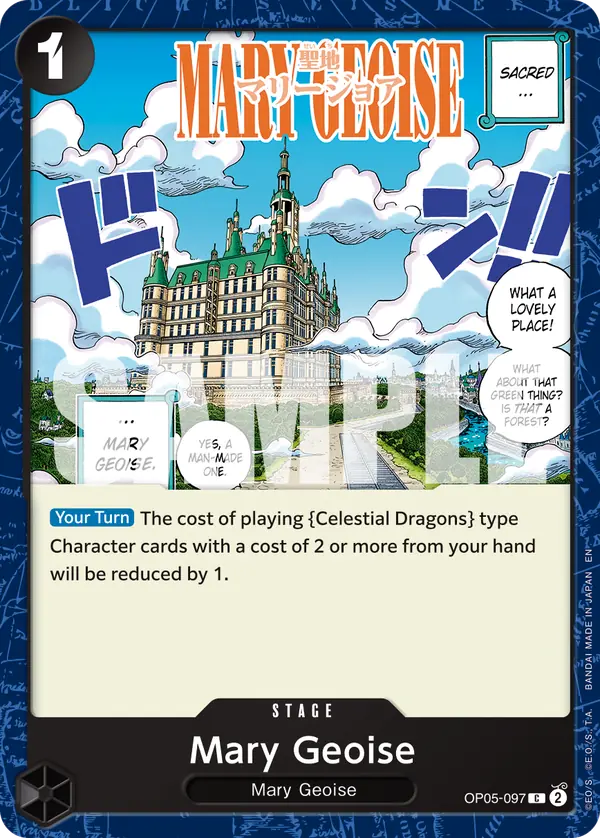 1
MARY GEOISE
聖地
せいち
マリージョア
SACRED
...
ドン!!
WHAT A
LOVELY
PLACE!
WHAT
ABOUT THAT
GREEN THING?
IS THAT A
FOREST?
...
MARY
GEOISE.
YES, A
MAN-MADE
ONE.
SAMPLE
Your Turn The cost of playing {Celestial Dragons} type
Character cards with a cost of 2 or more from your hand
will be reduced by 1.
STAGE
Mary Geoise
Mary Geoise
OP05-097 C 2
©E.O/S., ©E.O./S.,T.A. BANDAI MADE IN JAPAN EN